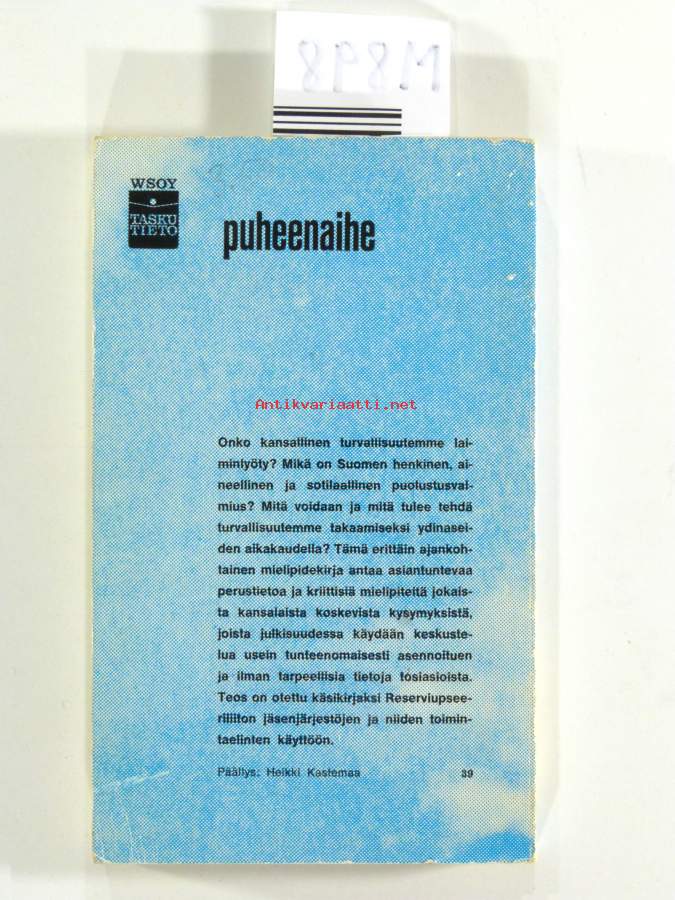 8P8M
WSOY
TASKU
TIETO
puheenaihe
Antikvariaatti.net
Onko kansallinen turvallisuutemme lai-
minlyöty? Mikä on Suomen henkinen, ai-
neellinen ja sotilaallinen puolustusval-
mius? Mitä voidaan ja mitä tulee tehdä
turvallisuutemme takaamiseksi ydinasei-
den aikakaudella? Tämä erittäin ajankoh-
tainen mielipidekirja antaa asiantuntevaa
perustietoa ja kriittisiä mielipiteitä jokais-
ta kansalaista koskevista kysymyksistä,
joista julkisuudessa käydään keskuste-
lua usein tunteenomaisesti asennoituen
ja ilman tarpeellisia tietoja tosiasioista.
Teos on otettu käsikirjaksi Reserviupsee-
riliiton jäsenjärjestöjen ja niiden toimin-
taelinten käyttöön.
Päällys: Heikki Kastemaa 39